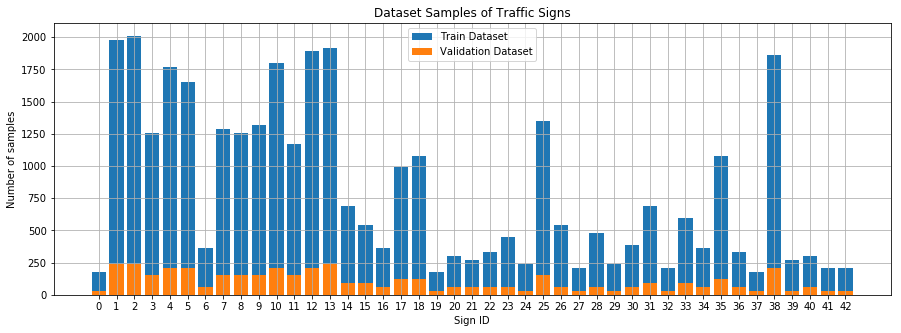 Dataset Samples of Traffic Signs
Train Dataset
Validation Dataset
Number of samples
2000
1750
1500
1250
1000
750
500
250
0
0 1 2 3 4 5 6 7 8 9 10 11 12 13 14 15 16 17 18 19 20 21 22 23 24 25 26 27 28 29 30 31 32 33 34 35 36 37 38 39 40 41 42
Sign ID